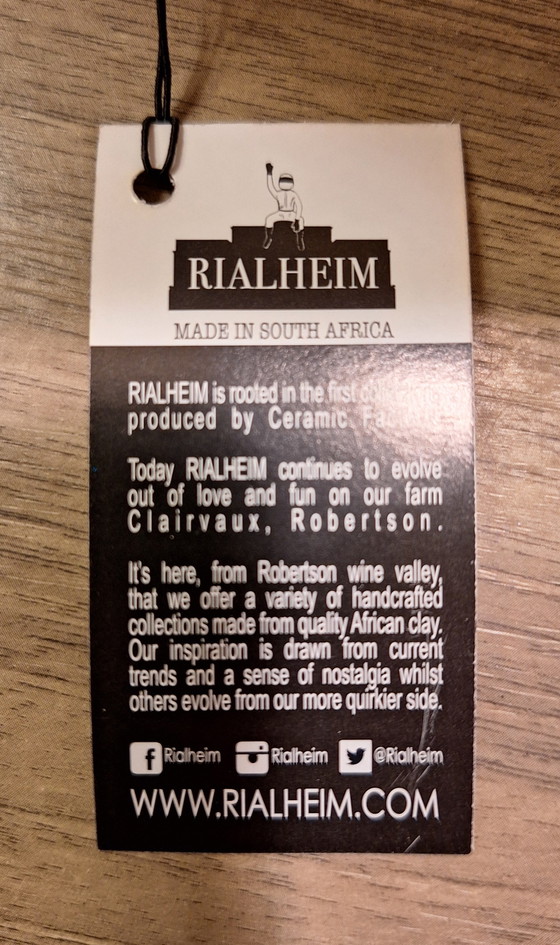 RIALHEIM
MADE IN SOUTH AFRICA
RIALHEIM is rooted in the first
produced by Ceramic
Today RIALHEIM continues to evolve
out of love and fun on our farm
Clairvaux, Robertson.
It's here, from Robertson wine valley,
that we offer a variety of handcrafted
collections made from quality African clay.
Our inspiration is drawn from current
trends and a sense of nostalgia whilst
others evolve from our more quirkier side.
Rialheim Rialheim @Rialheim
WWW.RIALHEIM.COM